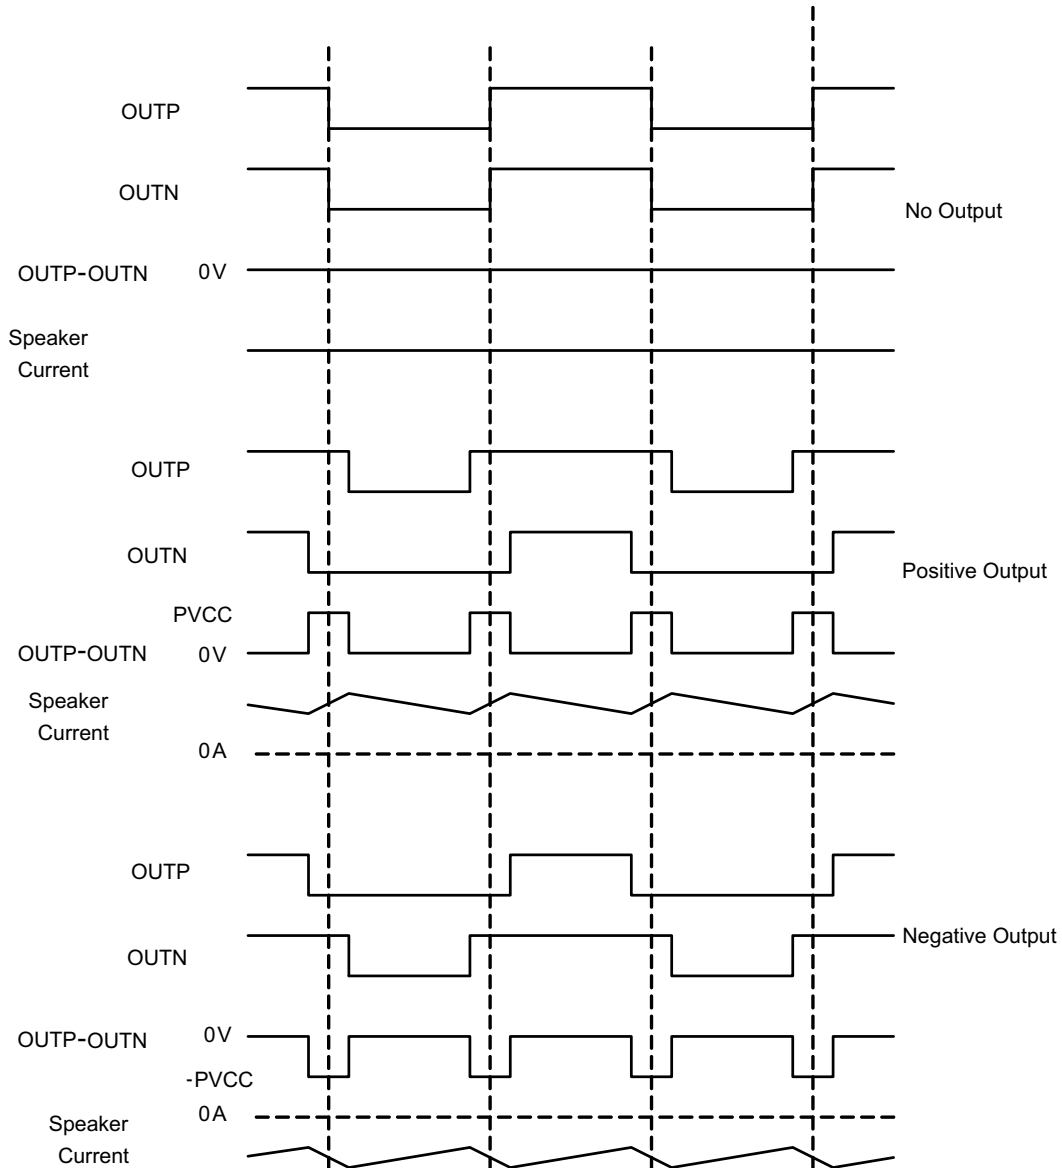 OUTP
OUTN
No Output
OUTP-OUTN 0V
Speaker
Current
OUTP
OUTN
Positive Output
PVCC
OUTP-OUTN 0V
Speaker
Current
0A
OUTP
OUTN
Negative Output
OUTP-OUTN 0V
-PVCC
0A
Speaker
Current